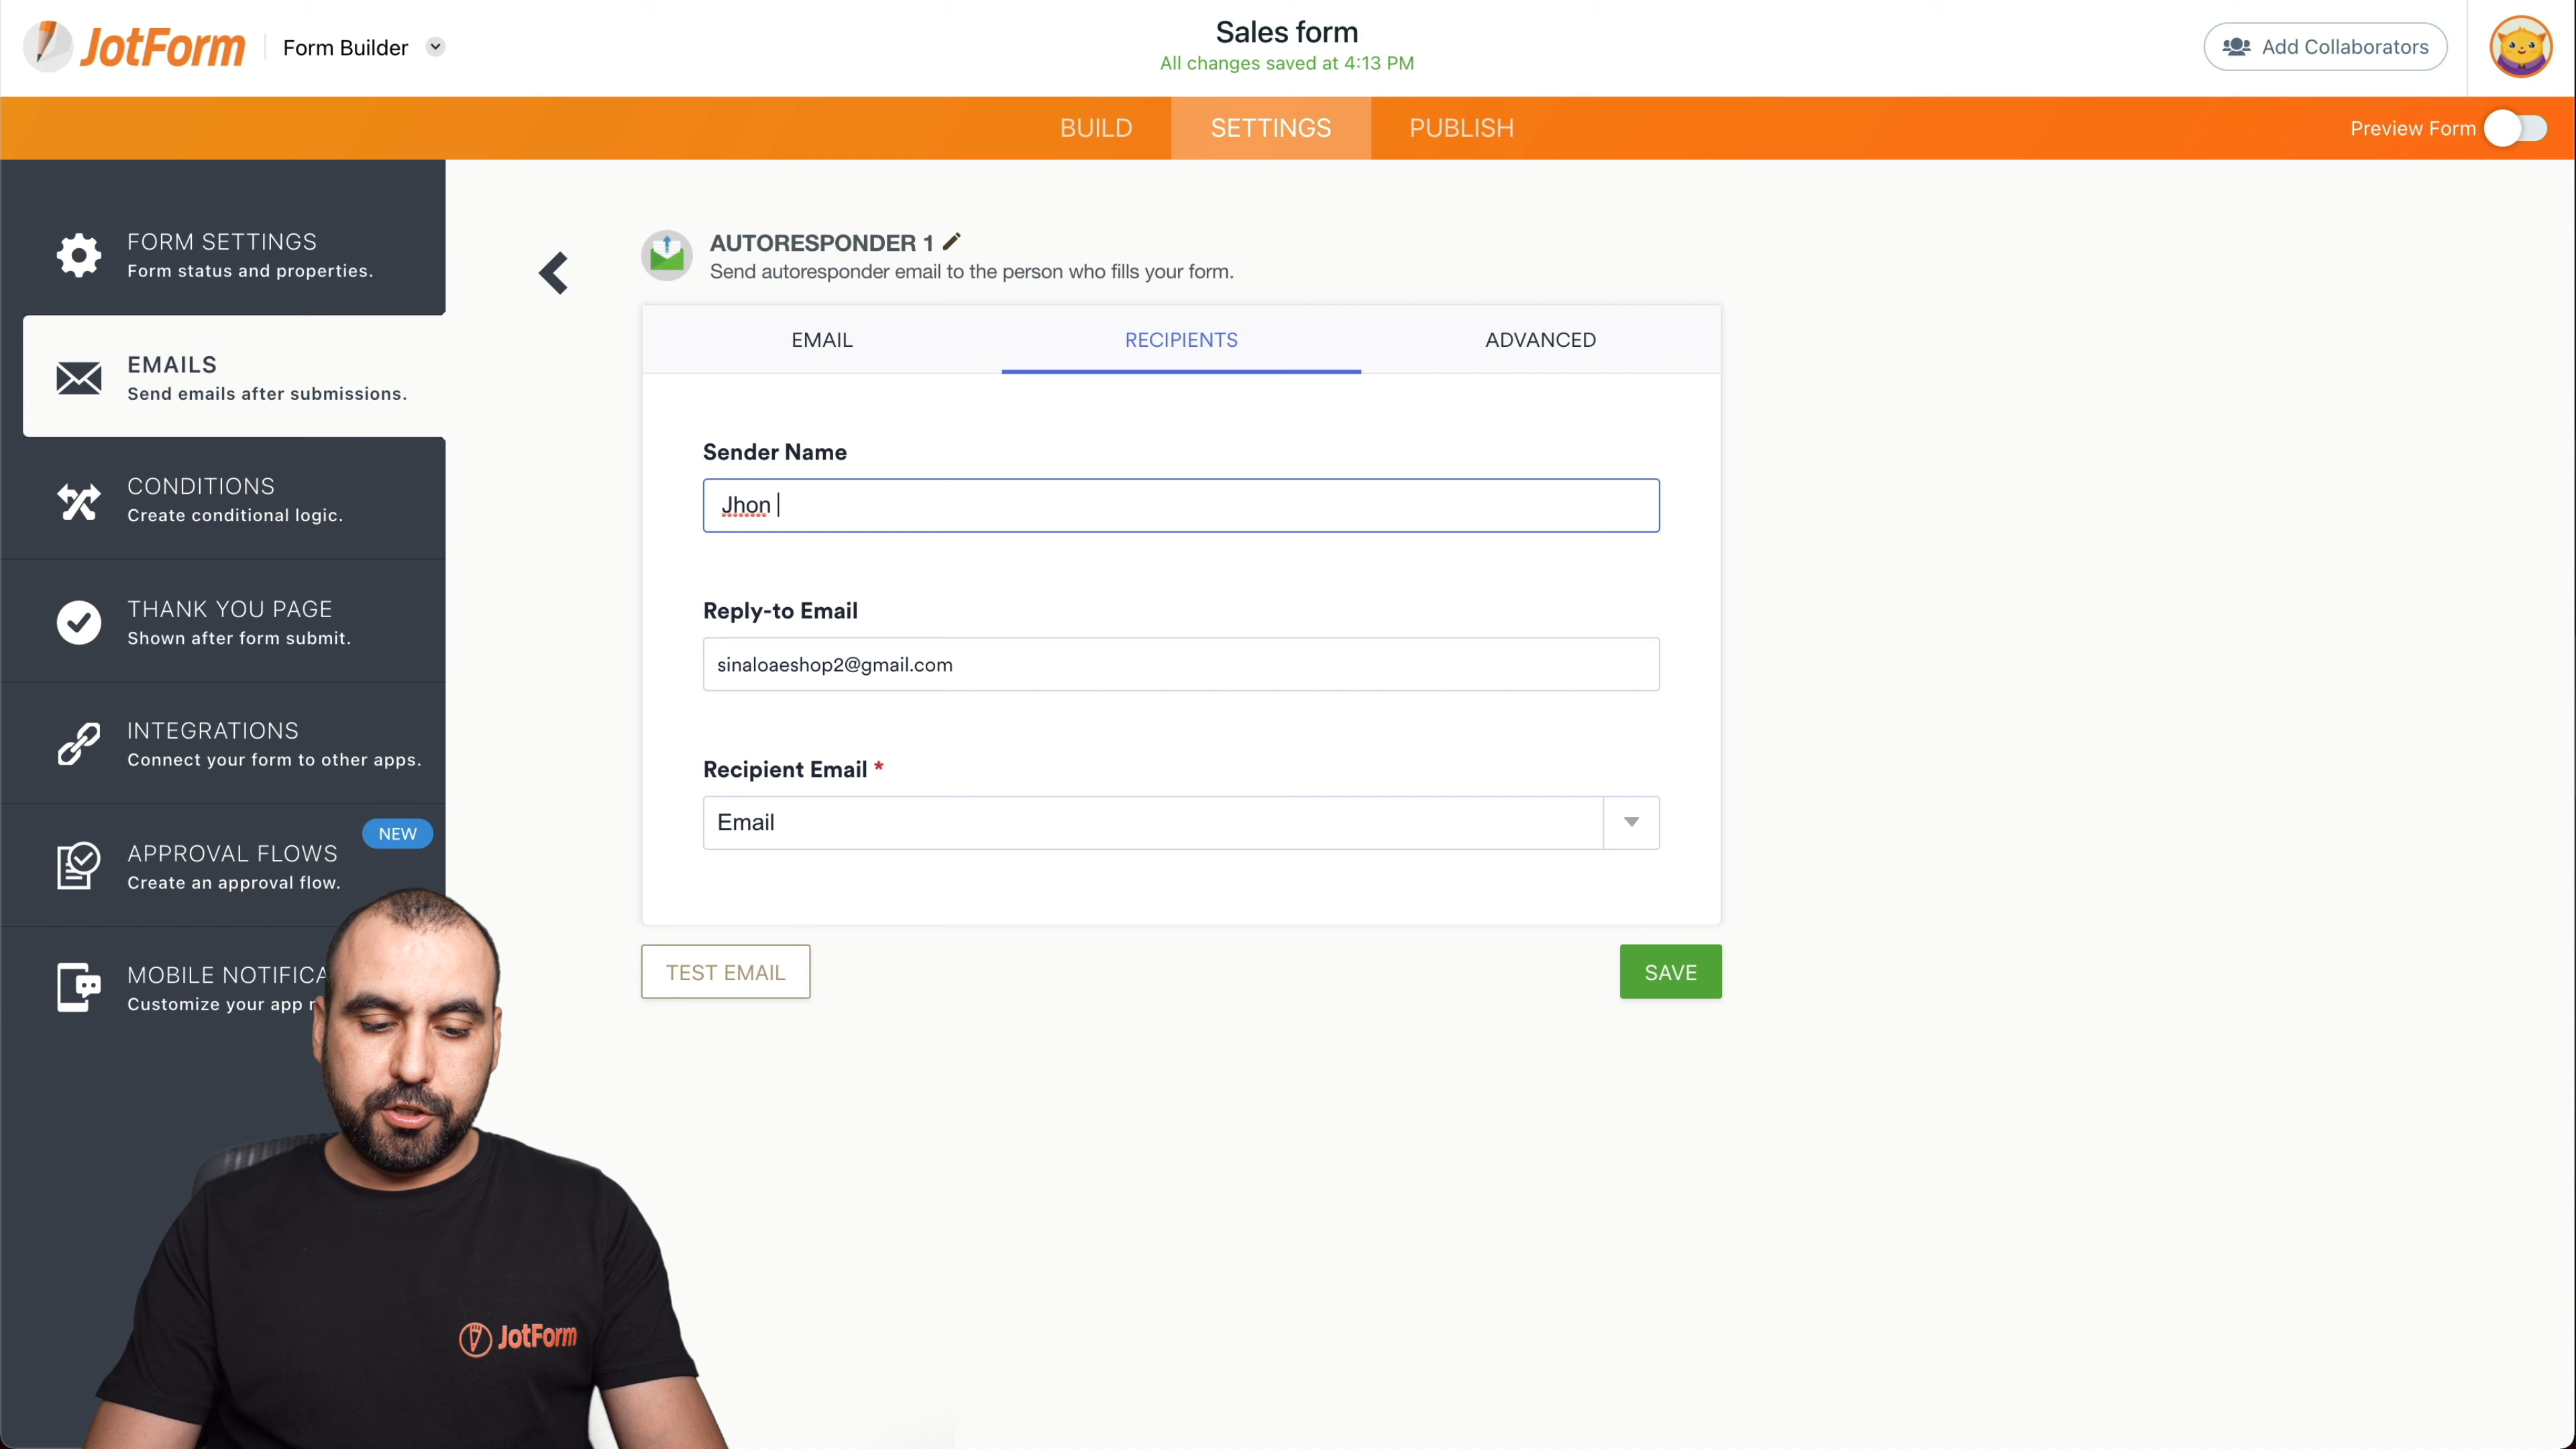 JotForm
Form Builder
Sales form
All changes saved at 4:13 PM
Add Collaborators
BUILD
SETTINGS
PUBLISH
Preview Form
FORM SETTINGS
Form status and properties.
EMAILS
Send emails after submissions.
CONDITIONS
Create conditional logic.
THANK YOU PAGE
Shown after form submit.
INTEGRATIONS
Connect your form to other apps.
NEW
APPROVAL FLOWS
Create an approval flow.
MOBILE NOTIFICA
Customize your app
AUTORESPONDER 1
Send autoresponder email to the person who fills your form.
EMAIL
RECIPIENTS
ADVANCED
Sender Name
Jhon
Reply-to Email
sinaloaeshop2@gmail.com
Recipient Email *
Email
TEST EMAIL
SAVE
JotForm